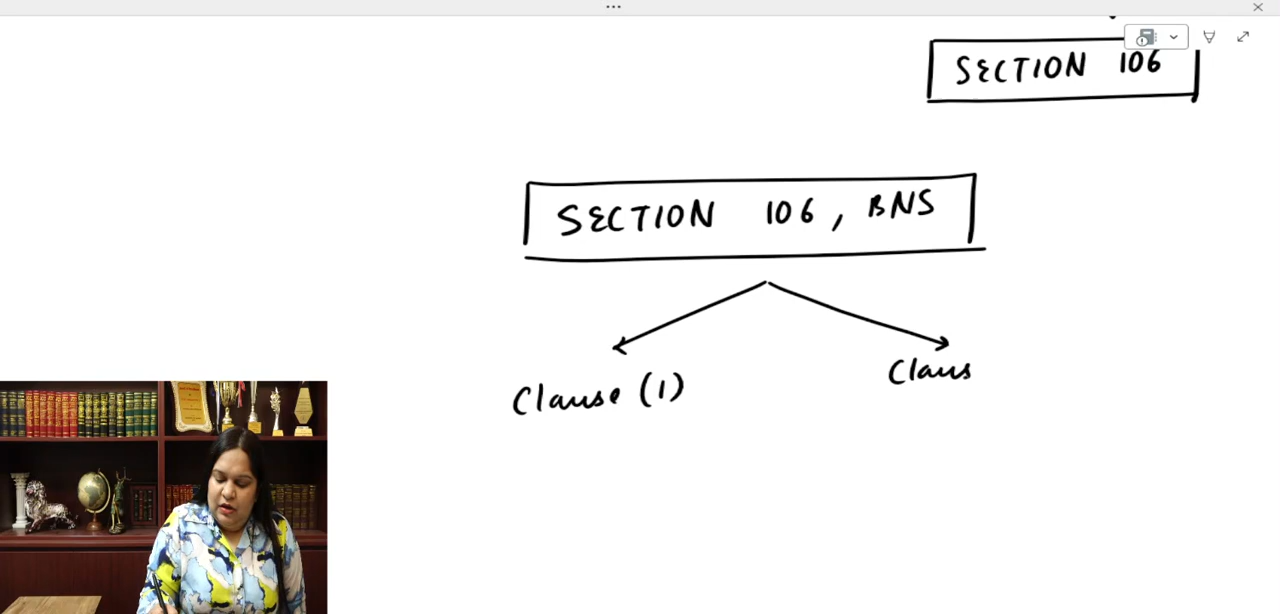 SECTION 106
SECTION 106, BNS
Clause (1)
Claus